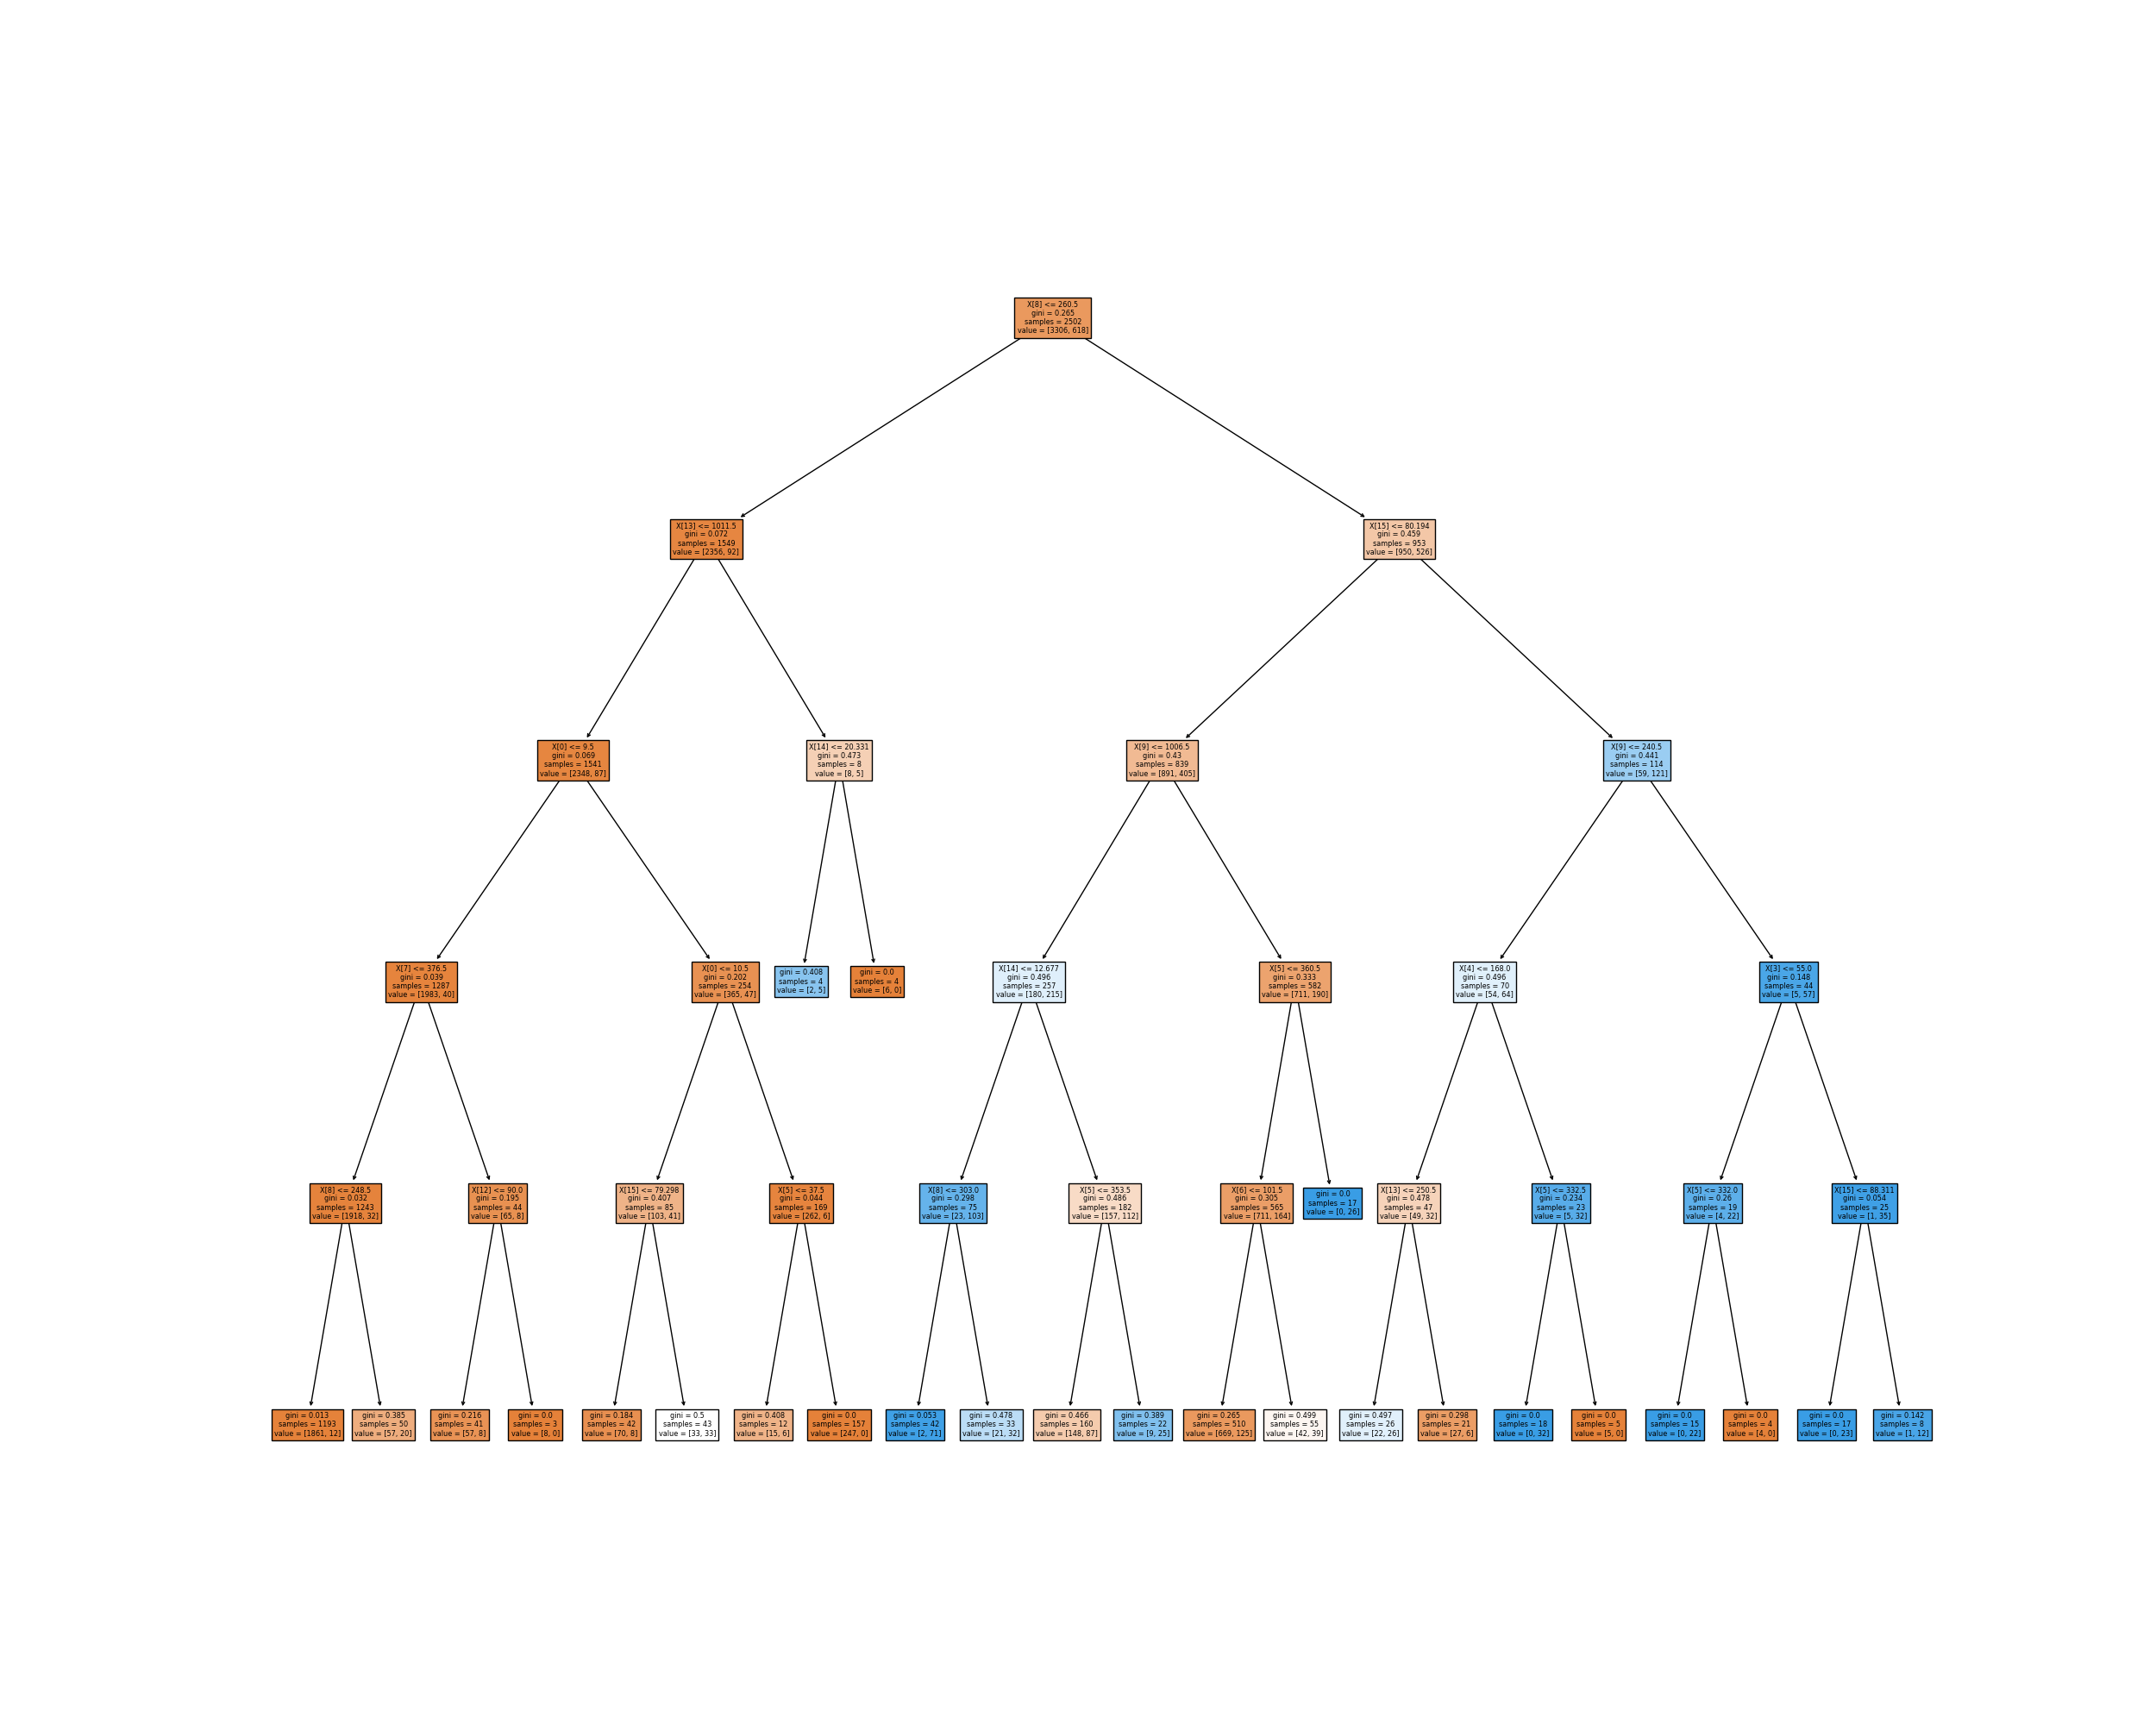 X[8] <= 260.5
gini = 0.265
samples = 2502
value = [3306, 618]
X[13] <= 1011.5
gini = 0.072
samples = 1549
value = [2356, 92]
X[15] <= 80.194
gini = 0.459
samples = 953
value = [950, 526]
X[0] <= 9.5
gini = 0.069
samples = 1541
value = [2348, 87]
X[14] <= 20.331
gini = 0.473
samples = 8
value = [8, 5]
X[9] <= 1006.5
gini = 0.43
samples = 839
value = [891, 405]
X[9] <= 240.5
gini = 0.441
samples = 114
value = [59, 121]
X[7] <= 376.5
gini = 0.039
samples = 1287
value = [1983, 40]
X[0] <= 10.5
gini = 0.202
samples = 254
value = [365, 47]
gini = 0.408
samples = 4
value = [2, 5]
gini = 0.0
samples = 4
value = [6, 0]
X[14] <= 12.677
gini = 0.496
samples = 257
value = [180, 215]
X[5] <= 360.5
gini = 0.333
samples = 582
value = [711, 190]
X[4] <= 168.0
gini = 0.496
samples = 70
value = [54, 64]
X[3] <= 55.0
gini = 0.148
samples = 44
value = [5, 57]
X[8] <= 248.5
gini = 0.032
samples = 1243
value = [1918, 32]
X[12] <= 90.0
gini = 0.195
samples = 44
value = [65, 8]
X[15] <= 79.298
gini = 0.407
samples = 85
value = [103, 41]
X[5] <= 37.5
gini = 0.044
samples = 169
value = [262, 6]
X[8] <= 303.0
gini = 0.298
samples = 75
value = [23, 103]
X[5] <= 353.5
gini = 0.486
samples = 182
value = [157, 112]
X[6] <= 101.5
gini = 0.305
samples = 565
value = [711, 164]
gini = 0.0
samples = 17
value = [0, 26]
X[13] <= 250.5
gini = 0.478
samples = 47
value = [49, 32]
X[5] <= 332.5
gini = 0.234
samples = 23
value = [5, 32]
X[5] <= 332.0
gini = 0.26
samples = 19
value = [4, 22]
X[15] <= 88.311
gini = 0.054
samples = 25
value = [1, 35]
gini = 0.013
samples = 1193
value = [1861, 12]
gini = 0.385
samples = 50
value = [57, 20]
gini = 0.216
samples = 41
value = [57, 8]
gini = 0.0
samples = 3
value = [8, 0]
gini = 0.184
samples = 42
value = [70, 8]
gini = 0.5
samples = 43
value = [33, 33]
gini = 0.408
samples = 12
value = [15, 6]
gini = 0.0
samples = 157
value = [247, 0]
gini = 0.053
samples = 42
value = [2, 71]
gini = 0.478
samples = 33
value = [21, 32]
gini = 0.466
samples = 160
value = [148, 87]
gini = 0.389
samples = 22
value = [9, 25]
gini = 0.265
samples = 510
value = [669, 125]
gini = 0.499
samples = 55
value = [42, 39]
gini = 0.497
samples = 26
value = [22, 26]
gini = 0.298
samples = 21
value = [27, 6]
gini = 0.0
samples = 18
value = [0, 32]
gini = 0.0
samples = 5
value = [5, 0]
gini = 0.0
samples = 15
value = [0, 22]
gini = 0.0
samples = 4
value = [4, 0]
gini = 0.0
samples = 17
value = [0, 23]
gini = 0.142
samples = 8
value = [1, 12]